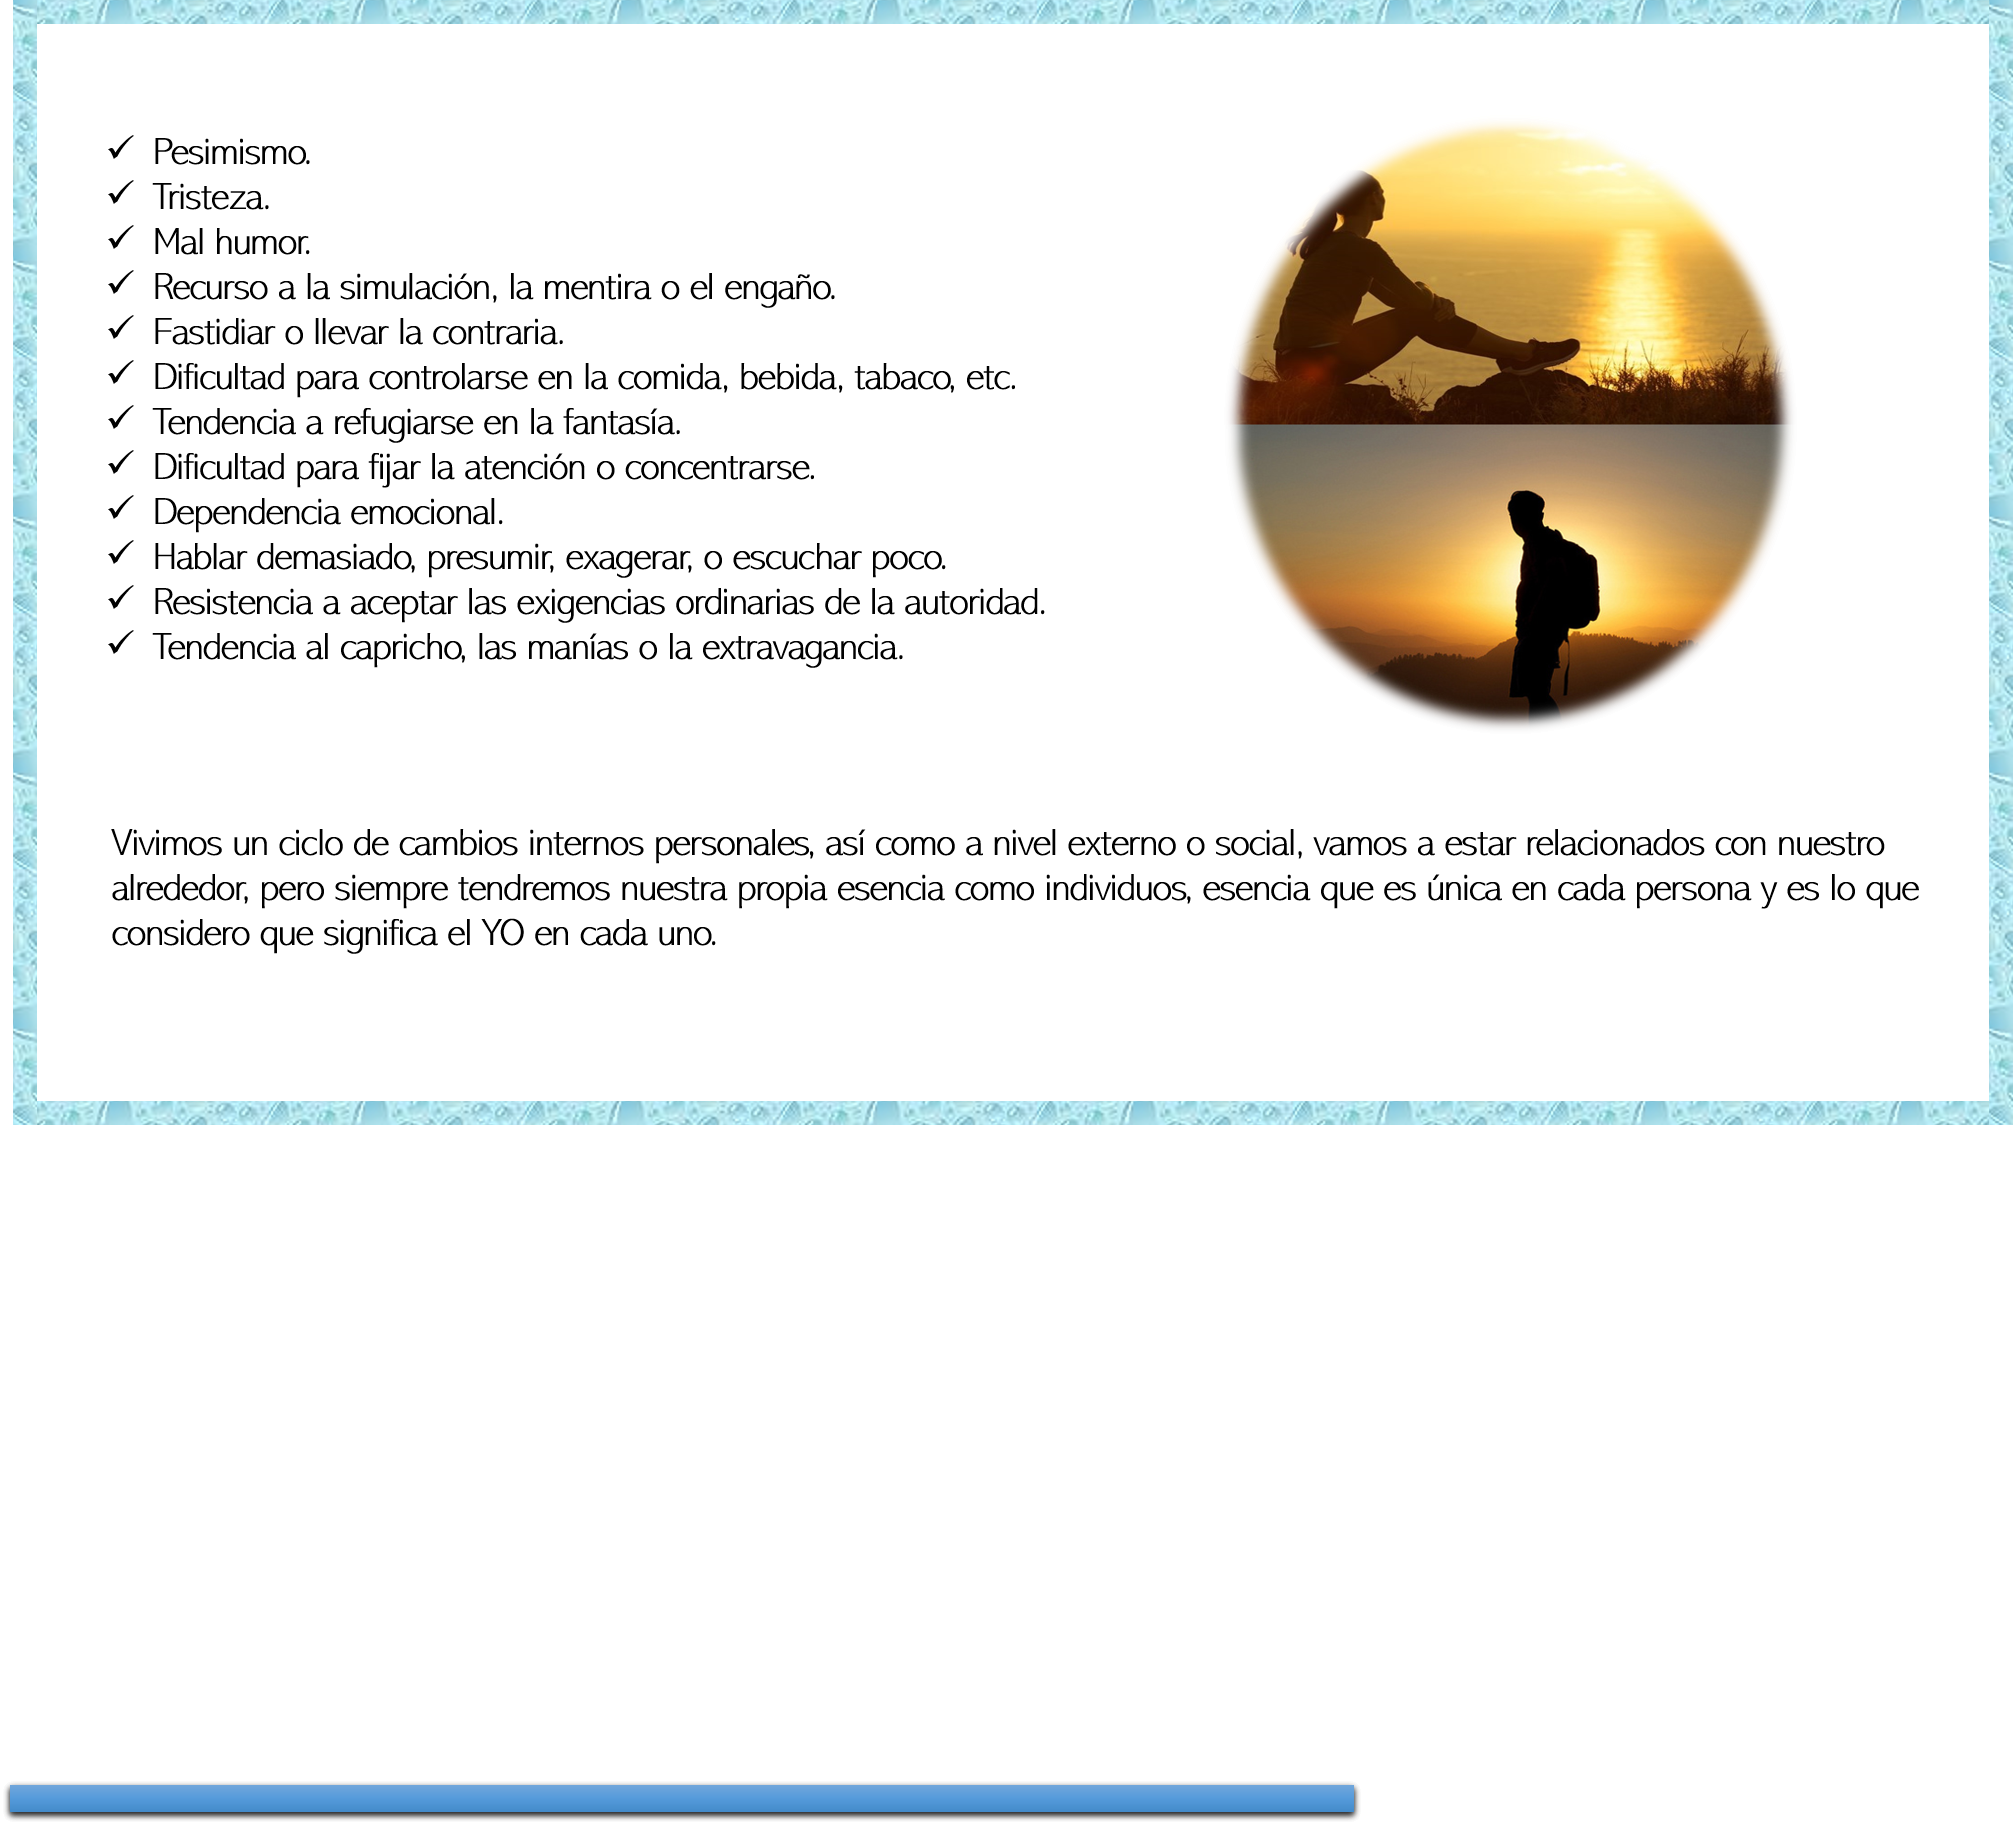 ✓ Pesimismo.
✓ Tristeza.
✓ Mal humor.
✓ Recurso a la simulación, la mentira o el engaño.
✓ Fastidiar o llevar la contraria.
✓ Dificultad para controlarse en la comida, bebida, tabaco, etc.
✓ Tendencia a refugiarse en la fantasía.
✓ Dificultad para fijar la atención o concentrarse.
✓ Dependencia emocional.
✓ Hablar demasiado, presumir, exagerar, o escuchar poco.
✓ Resistencia a aceptar las exigencias ordinarias de la autoridad.
✓ Tendencia al capricho, las manías o la extravagancia.
Vivimos un ciclo de cambios internos personales, así como a nivel externo o social, vamos a estar relacionados con nuestro
alrededor, pero siempre tendremos nuestra propia esencia como individuos, esencia que es única en cada persona y es lo que
considero que significa el YO en cada uno.